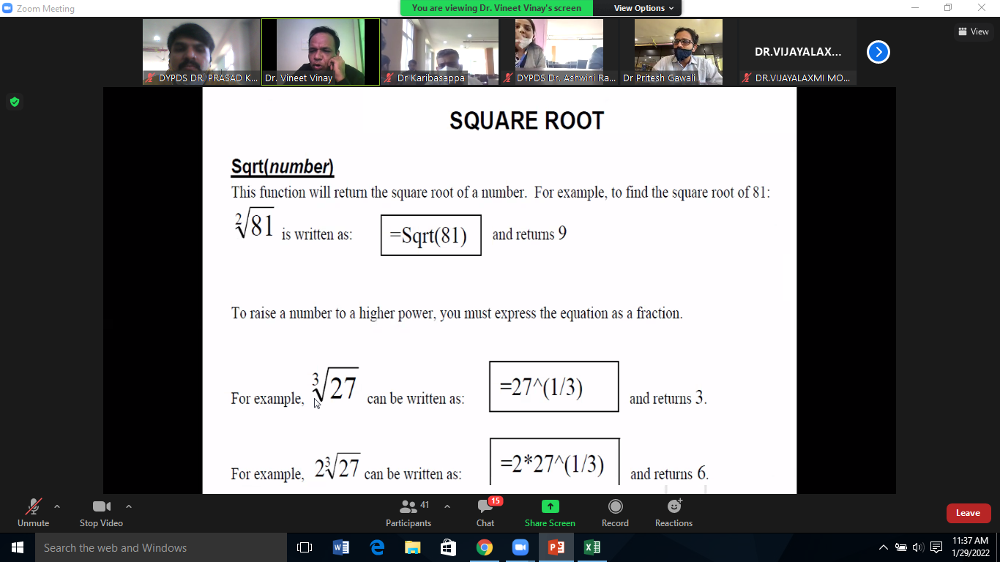 Zoom Meeting
You are viewing Dr. Vineet Vinay's screen
View Options
View
DYPDS DR. PRASAD K...
Dr. Vineet Vinay
Dr Karibasappa
DYPDS Dr. Ashwini Ra...
Dr Pritesh Gawali
DR.VIJAYALAX...
DR.VIJAYALAXMI MO...
SQUARE ROOT
Sqrt(number)
This function will return the square root of a number. For example, to find the square root of 81:
²√81 is written as: =Sqrt(81) and returns 9
To raise a number to a higher power, you must express the equation as a fraction.
For example, ³√27 can be written as: =27^(1/3) and returns 3.
For example, 2³√27 can be written as: =2*27^(1/3) and returns 6.
Unmute
Stop Video
Participants
41
Chat
15
Share Screen
Record
Reactions
Leave
Search the web and Windows
11:37 AM
1/29/2022